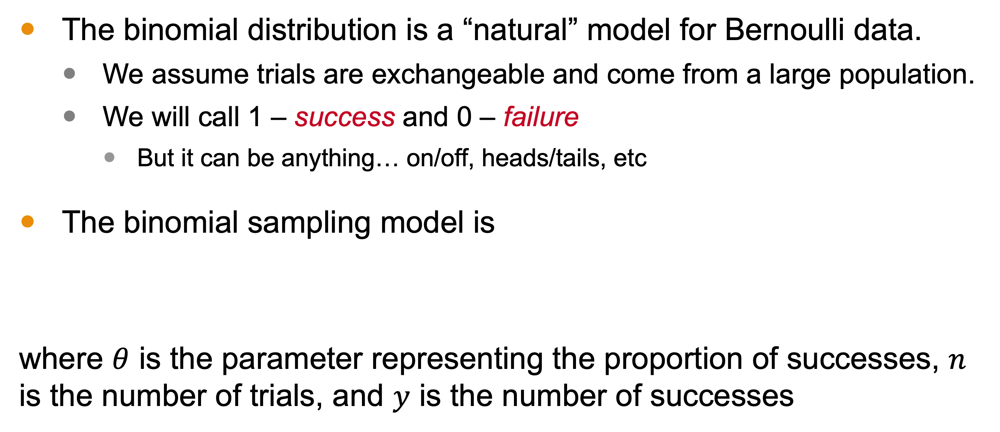 • The binomial distribution is a “natural” model for Bernoulli data.
• We assume trials are exchangeable and come from a large population.
• We will call 1 – success and 0 – failure
• But it can be anything… on/off, heads/tails, etc
• The binomial sampling model is
where θ is the parameter representing the proportion of successes, n
is the number of trials, and y is the number of successes